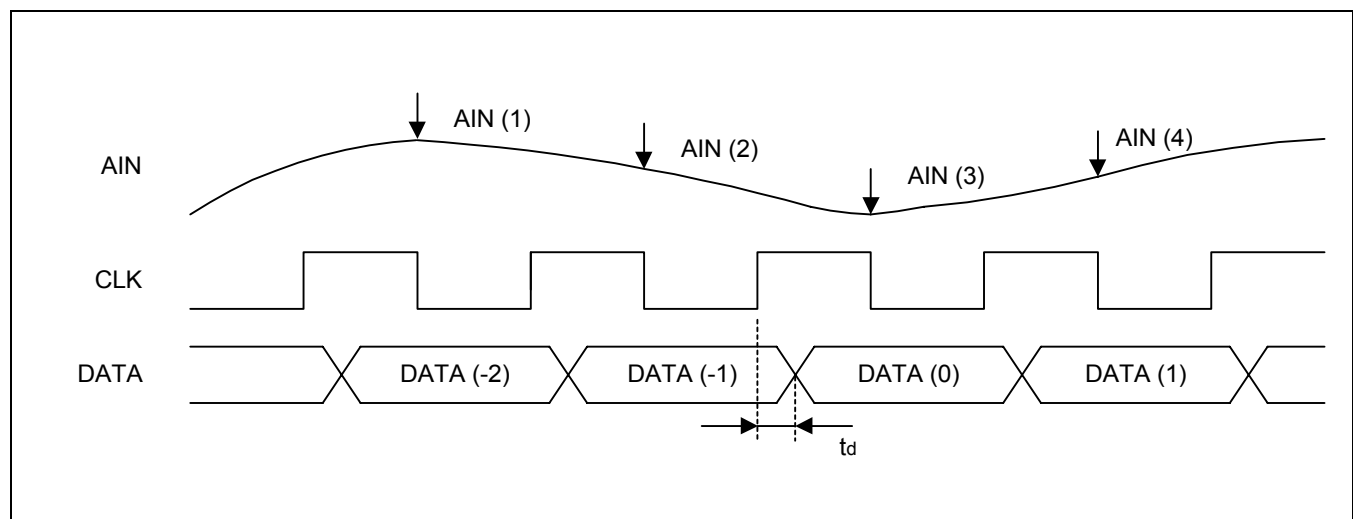 AIN
AIN (1)
AIN (2)
AIN (3)
AIN (4)
CLK
DATA
DATA (-2)
DATA (-1)
DATA (0)
DATA (1)
td